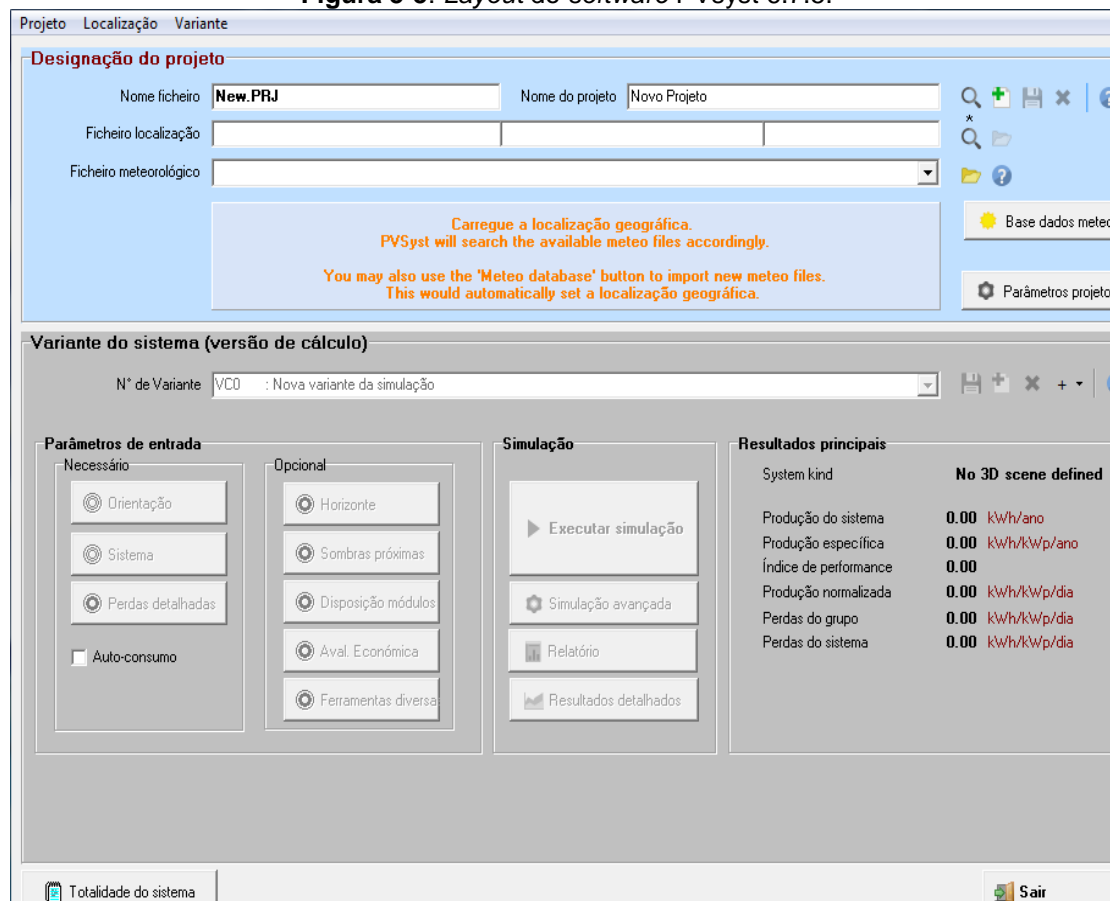 Projeto Localização Variante
Designação do projeto
Nome ficheiro New.PRJ Nome do projeto Novo Projeto
Ficheiro localização
Ficheiro meteorológico
Carregue a localização geográfica.
PVSyst will search the available meteo files accordingly.
You may also use the 'Meteo database' button to import new meteo files.
This would automatically set a localização geográfica.
Base dados meteo
Parâmetros projeto
Variante do sistema (versão de cálculo)
N° de Variante VC0 : Nova variante da simulação
Parâmetros de entrada
Necessário
Orientação
Sistema
Perdas detalhadas
Auto-consumo
Opcional
Horizonte
Sombras próximas
Disposição módulos
Aval. Económica
Ferramentas diversa
Simulação
Executar simulação
Simulação avançada
Relatório
Resultados detalhados
Resultados principais
System kind No 3D scene defined
Produção do sistema 0.00 kWh/ano
Produção específica 0.00 kWh/kWp/ano
Índice de performance 0.00
Produção normalizada 0.00 kWh/kWp/dia
Perdas do grupo 0.00 kWh/kWp/dia
Perdas do sistema 0.00 kWh/kWp/dia
Totalidade do sistema
Sair